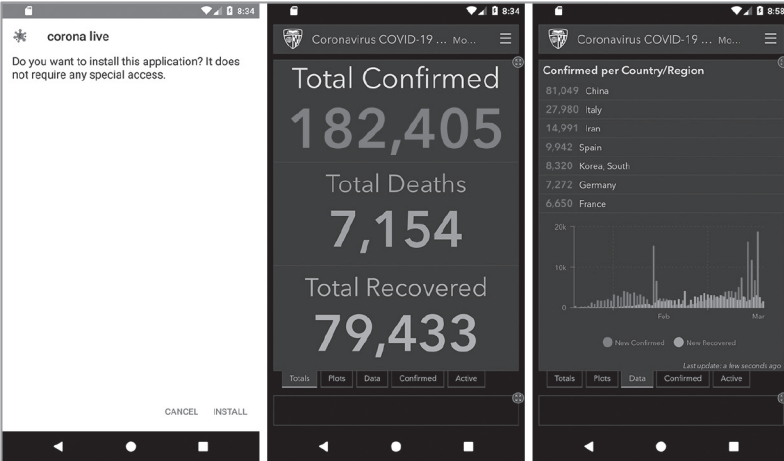 8:34
corona live
Do you want to install this application? It does
not require any special access.
CANCEL INSTALL
8:34
Coronavirus COVID-19 ... Mo...
Total Confirmed
182,405
Total Deaths
7,154
Total Recovered
79,433
Totals Plots Data Confirmed Active
8:58
Coronavirus COVID-19 ... Mo...
Confirmed per Country/Region
81,049 China
27,980 Italy
14,991 Iran
9,942 Spain
8,320 Korea, South
7,272 Germany
6,650 France
20k
10k
0
Feb Mar
New Confirmed New Recovered
Last update: a few seconds ago
Totals Plots Data Confirmed Active